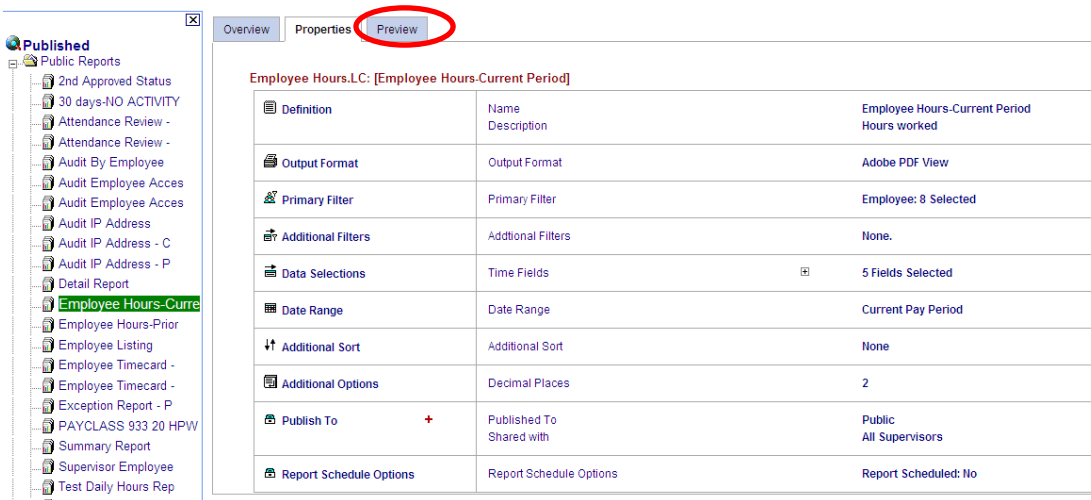 Overview Properties Preview
Published
Public Reports
2nd Approved Status
30 days-NO ACTIVITY
Attendance Review -
Attendance Review -
Audit By Employee
Audit Employee Acces
Audit Employee Acces
Audit IP Address
Audit IP Address - C
Audit IP Address - P
Detail Report
Employee Hours-Curre
Employee Hours-Prior
Employee Listing
Employee Timecard -
Employee Timecard -
Exception Report - P
PAYCLASS 933 20 HPW
Summary Report
Supervisor Employee
Test Daily Hours Rep
Employee Hours.LC: [Employee Hours-Current Period]
Definition Name Employee Hours-Current Period
Description Hours worked
Output Format Output Format Adobe PDF View
Primary Filter Primary Filter Employee: 8 Selected
Additional Filters Addtional Filters None.
Data Selections Time Fields 5 Fields Selected
Date Range Date Range Current Pay Period
Additional Sort Additional Sort None
Additional Options Decimal Places 2
Publish To + Published To Public
Shared with All Supervisors
Report Schedule Options Report Schedule Options Report Scheduled: No